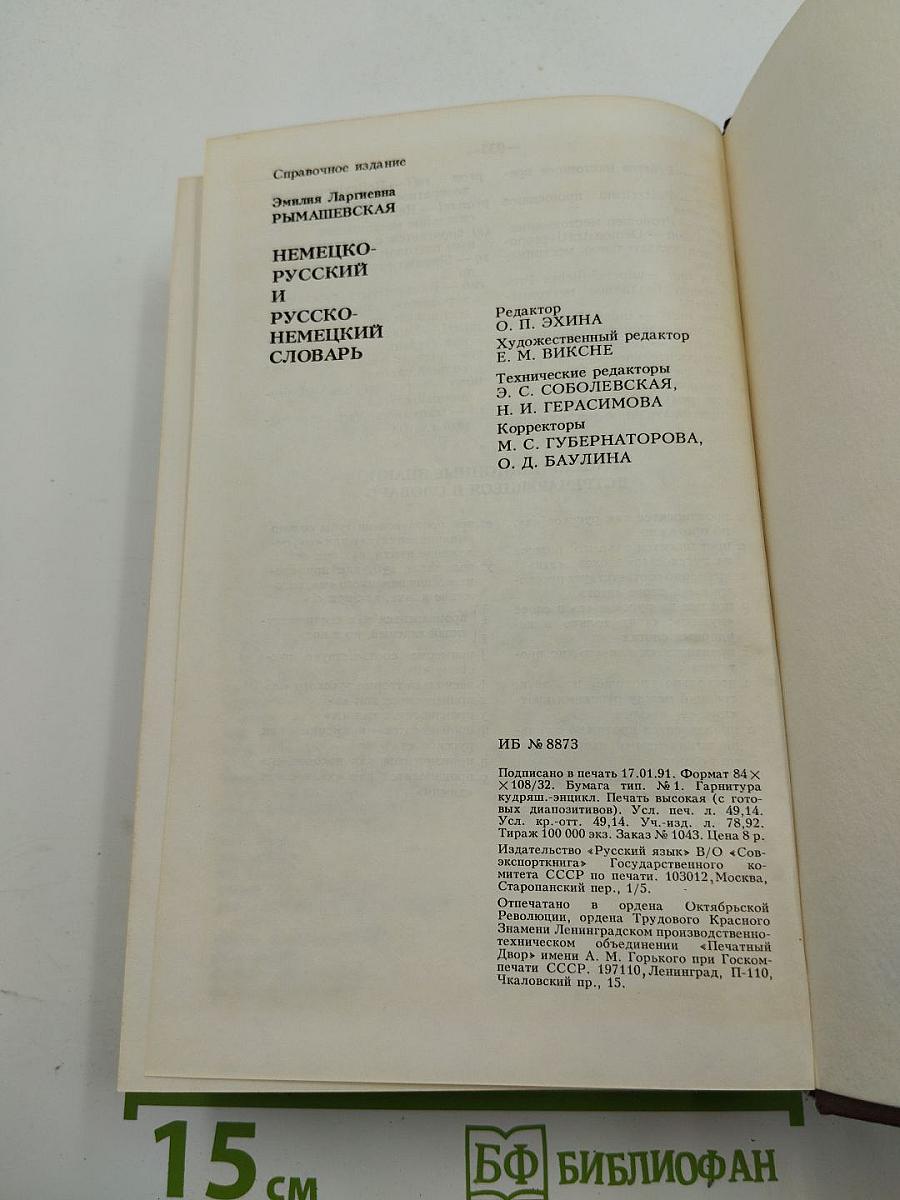 Справочное издание
Эмилия Ларгиевна
РЫМАШЕВСКАЯ
НЕМЕЦКО-
РУССКИЙ
И
РУССКО-
НЕМЕЦКИЙ
СЛОВАРЬ
Редактор
О. П. ЭХИНА
Художественный редактор
Е. М. ВИКСНЕ
Технические редакторы
Э. С. СОБОЛЕВСКАЯ,
Н. И. ГЕРАСИМОВА
Корректоры
М. С. ГУБЕРНАТОРОВА,
О. Д. БАУЛИНА
ИБ № 8873
Подписано в печать 17.01.91. Формат 84×
×108/32. Бумага тип. № 1. Гарнитура
кудряш.-энцикл. Печать высокая (с гото-
вых диапозитивов). Усл. печ. л. 49,14.
Усл. кр.-отт. 49,14. Уч.-изд. л. 78,92.
Тираж 100 000 экз. Заказ № 1043. Цена 8 р.
Издательство «Русский язык» В/О «Сов-
экспорткнига» Государственного ко-
митета СССР по печати. 103012, Москва,
Старопанский пер., 1/5.
Отпечатано в ордена Октябрьской
Революции, ордена Трудового Красного
Знамени Ленинградском производственно-
техническом объединении «Печатный
Двор» имени А. М. Горького при Госком-
печати СССР. 197110, Ленинград, П-110,
Чкаловский пр., 15.
15 см
БФ БИБЛИОФАН